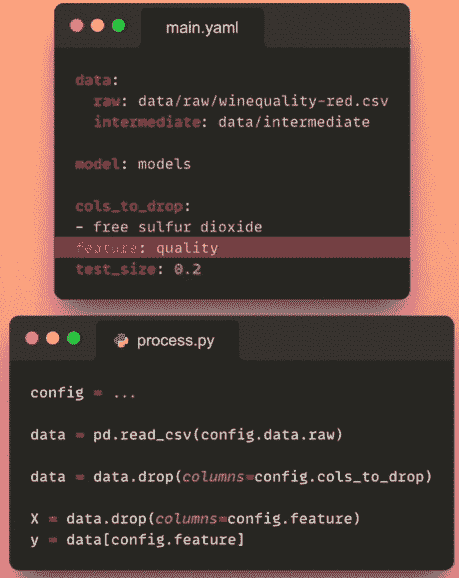 main.yaml
data:
raw: data/raw/winequality-red.csv
intermediate: data/intermediate
model: models
cols_to_drop:
- free sulfur dioxide
feature: quality
test_size: 0.2
process.py
config = ...
data = pd.read_csv(config.data.raw)
data = data.drop(columns=config.cols_to_drop)
X = data.drop(columns=config.feature)
y = data[config.feature]